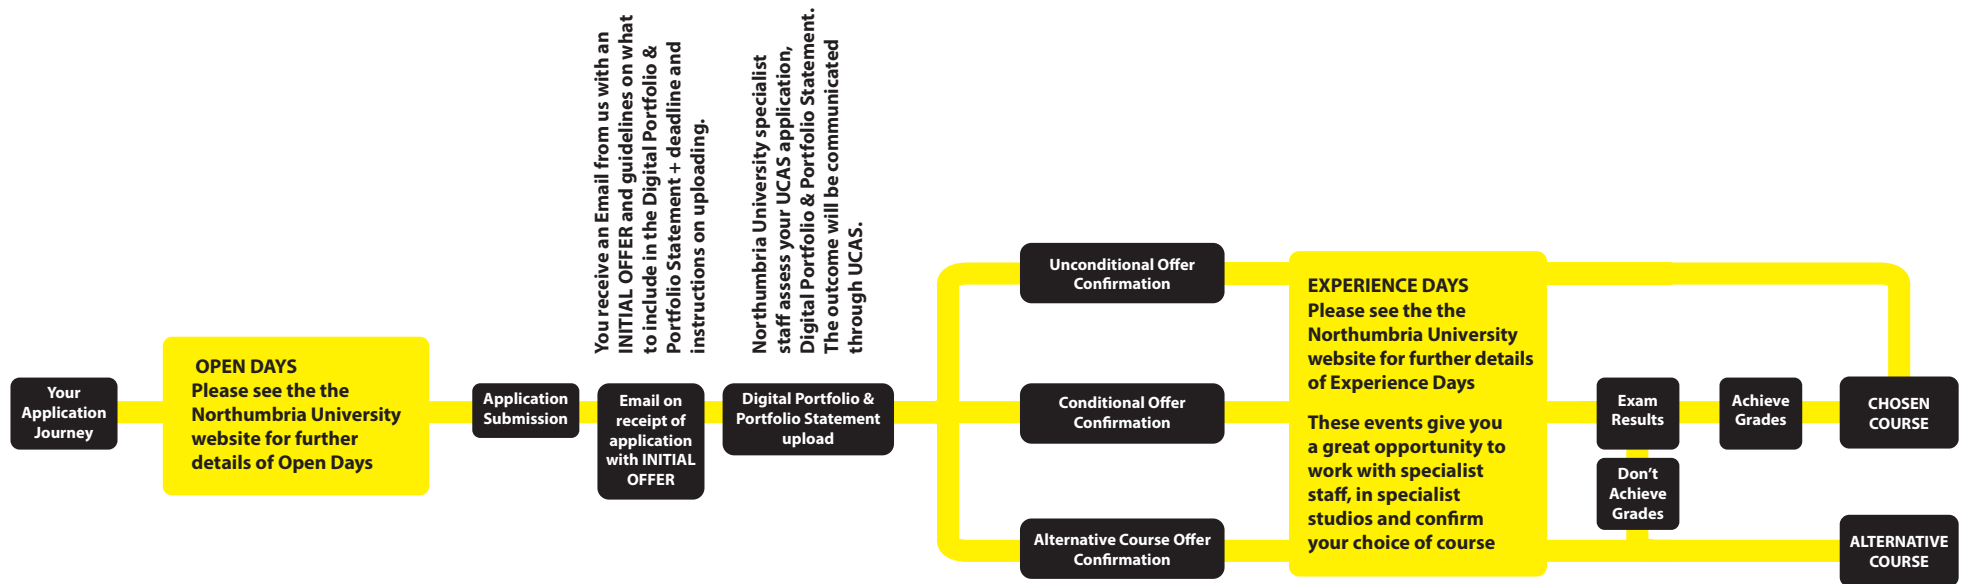 Your
Application
Journey
OPEN DAYS
Please see the the
Northumbria University
website for further
details of Open Days
Application
Submission
You receive an Email from us with an
INITIAL OFFER and guidelines on what
to include in the Digital Portfolio &
Portfolio Statement + deadline and
instructions on uploading.
Email on
receipt of
application
with INITIAL
OFFER
Northumbria University specialist
staff assess your UCAS application,
Digital Portfolio & Portfolio Statement.
The outcome will be communicated
through UCAS.
Digital Portfolio &
Portfolio Statement
upload
Unconditional Offer
Confirmation
Conditional Offer
Confirmation
Alternative Course Offer
Confirmation
EXPERIENCE DAYS
Please see the the
Northumbria University
website for further details
of Experience Days
These events give you
a great opportunity to
work with specialist
staff, in specialist
studios and confirm
your choice of course
Exam
Results
Don’t
Achieve
Grades
Achieve
Grades
CHOSEN
COURSE
ALTERNATIVE
COURSE